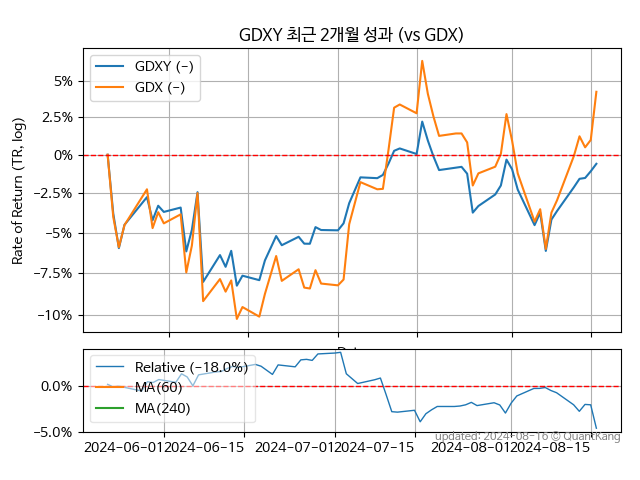 GDXY 최근 2개월 성과 (vs GDX)
GDXY (-)
GDX (-)
Rate of Return (TR, log)
5%
2.5%
0%
−2.5%
−5%
−7.5%
−10%
Relative (−18.0%)
MA(60)
MA(240)
0.0%
−5.0%
2024−06−01
2024−06−15
2024−07−01
2024−07−15
2024−08−01
2024−08−15
updated: 2024−08−16 © QuantKang